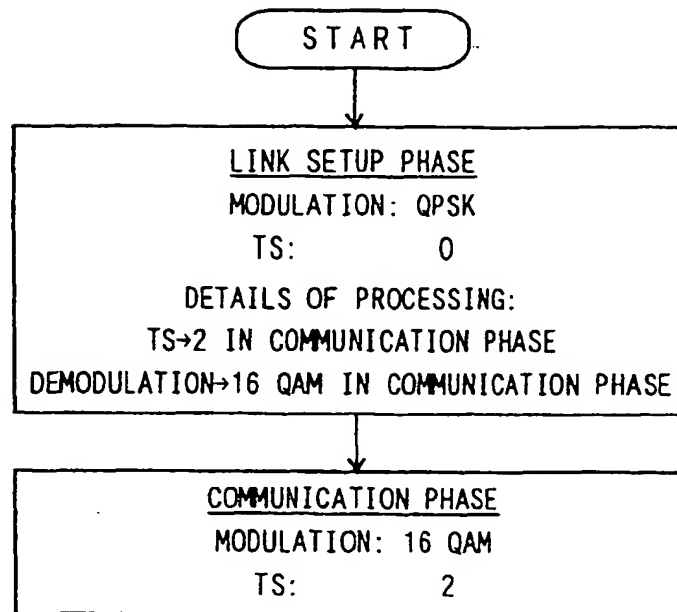 START
LINK SETUP PHASE
MODULATION: QPSK
TS: 0
DETAILS OF PROCESSING:
TS→2 IN COMMUNICATION PHASE
DEMODULATION→16 QAM IN COMMUNICATION PHASE
COMMUNICATION PHASE
MODULATION: 16 QAM
TS: 2